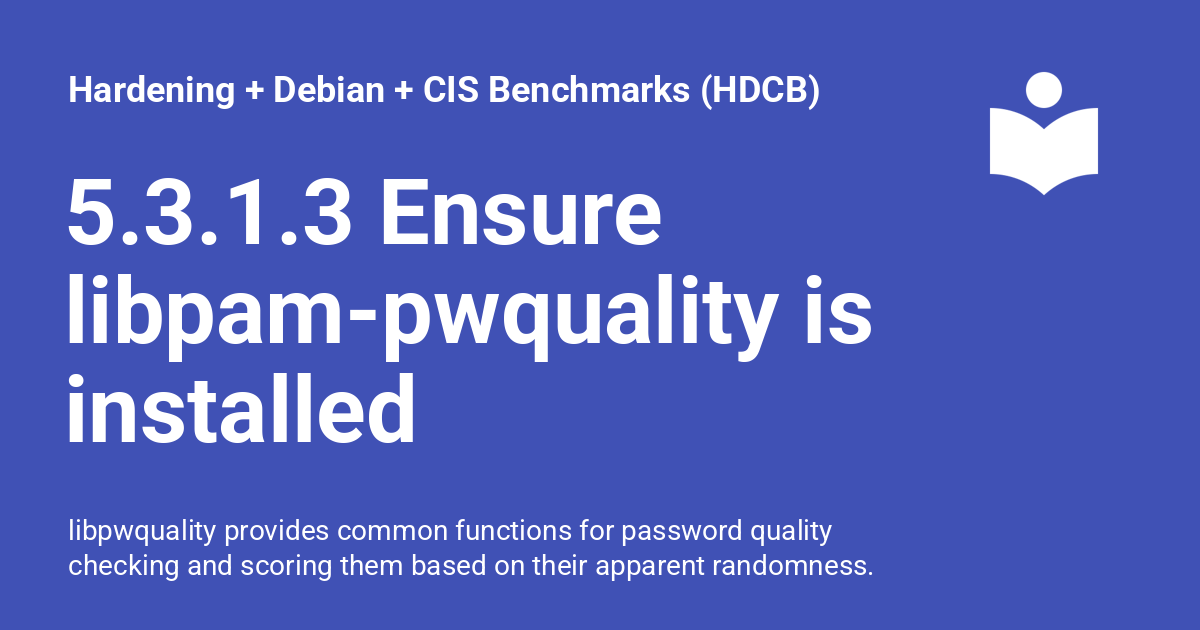 Hardening + Debian + CIS Benchmarks (HDCB)
5.3.1.3 Ensure
libpam-pwquality is
installed
libpwquality provides common functions for password quality
checking and scoring them based on their apparent randomness.